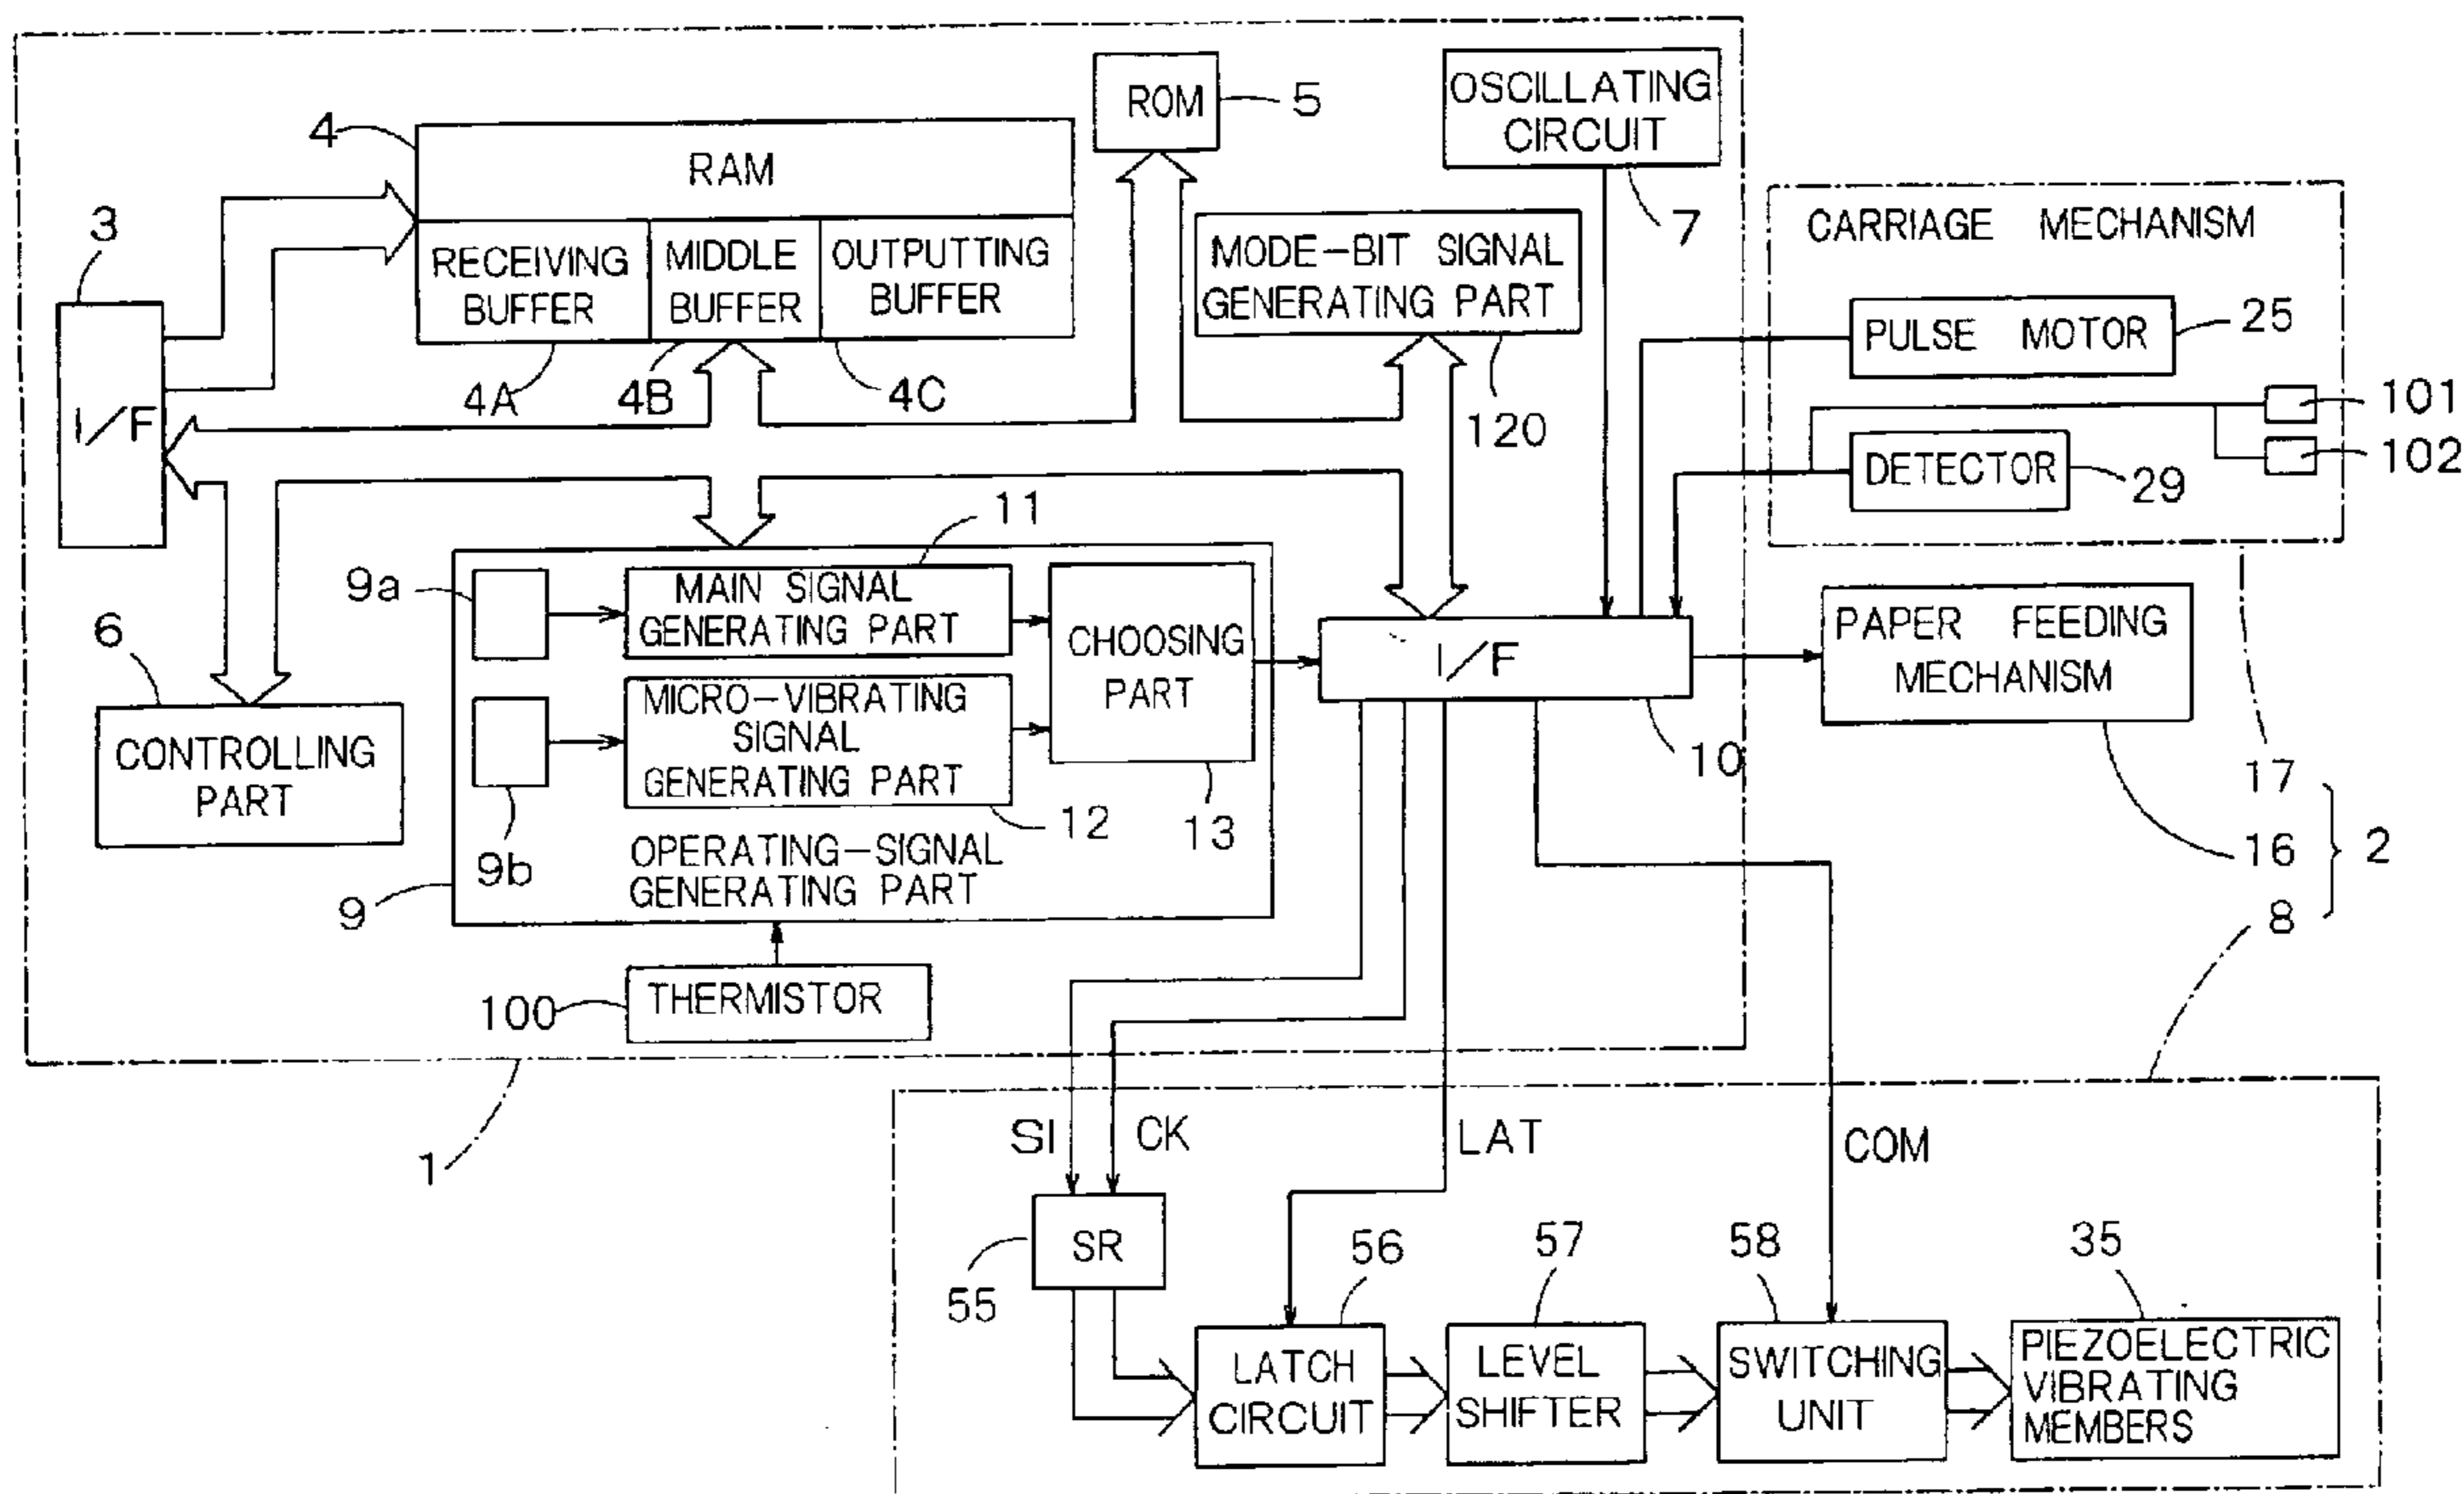 ROM
5
OSCILLATING
CIRCUIT
7
4
RAM
RECEIVING
BUFFER
MIDDLE
BUFFER
OUTPUTTING
BUFFER
4A
4B
4C
3
I/F
MODE-BIT SIGNAL
GENERATING PART
120
CARRIAGE MECHANISM
PULSE MOTOR
25
101
102
DETECTOR
29
6
CONTROLLING
PART
9a
9b
MAIN SIGNAL
GENERATING PART
11
MICRO-VIBRATING
SIGNAL
GENERATING PART
12
CHOOSING
PART
13
OPERATING-SIGNAL
GENERATING PART
9
THERMISTOR
100
I/F
10
PAPER FEEDING
MECHANISM
17
16
8
2
1
SI
CK
LAT
COM
SR
55
LATCH
CIRCUIT
56
LEVEL
SHIFTER
57
SWITCHING
UNIT
58
PIEZOELECTRIC
VIBRATING
MEMBERS
35